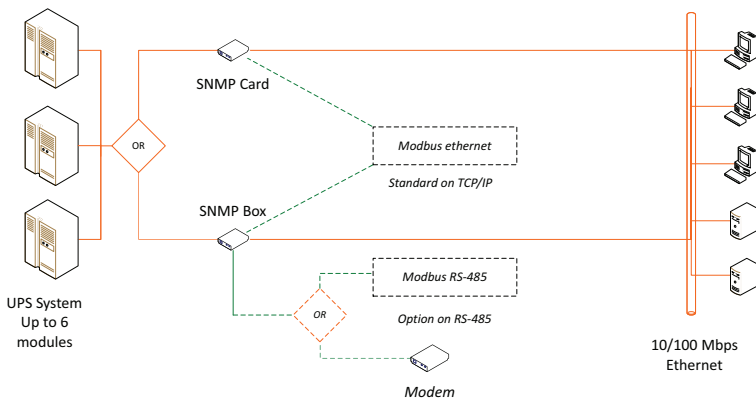 SNMP Card
OR
Modbus ethernet
Standard on TCP/IP
SNMP Box
Modbus RS-485
OR
Option on RS-485
Modem
UPS System
Up to 6
modules
10/100 Mbps
Ethernet